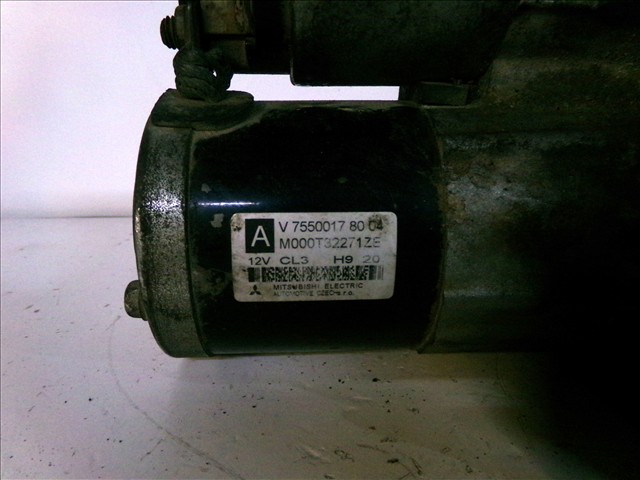 A
V 7550017 80 04
M000T32271ZE
12V CL3 H9 20
MITSUBISHI ELECTRIC
AUTOMOTIVE CZECH s.r.o.